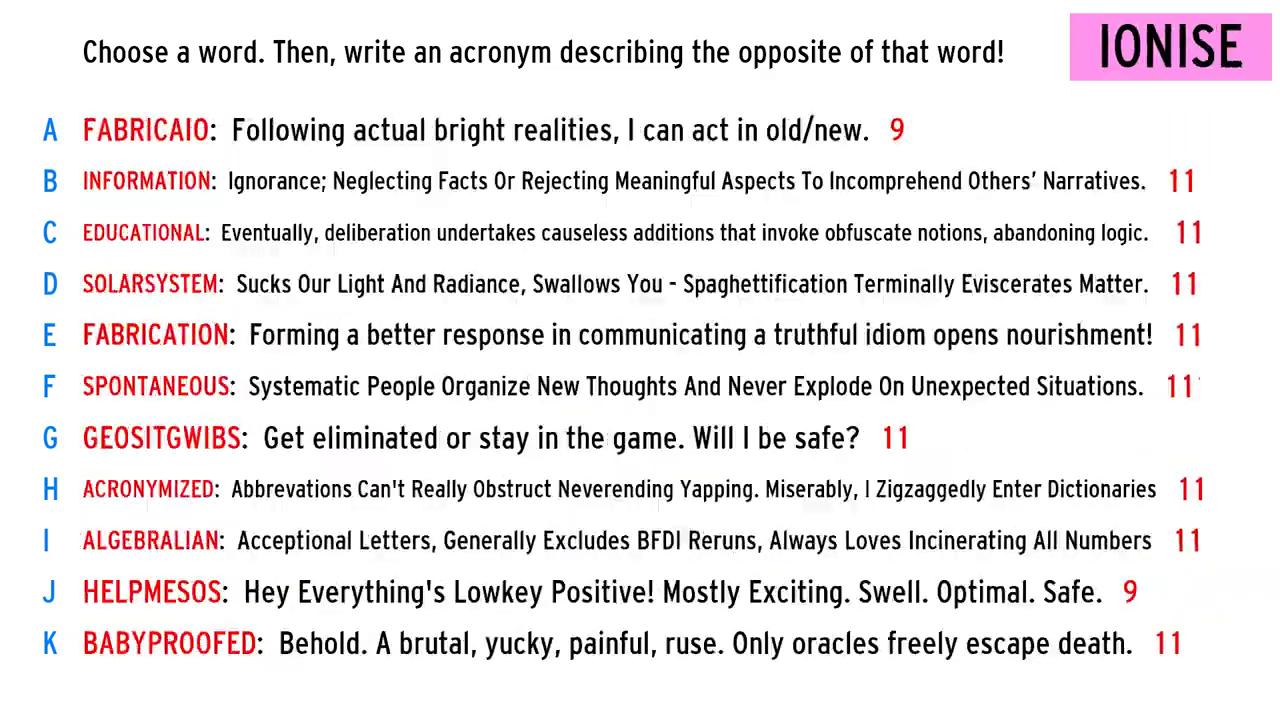 Choose a word. Then, write an acronym describing the opposite of that word!
IONISE
A FABRICAIO: Following actual bright realities, I can act in old/new. 9
B INFORMATION: Ignorance; Neglecting Facts Or Rejecting Meaningful Aspects To Incomprehend Others' Narratives. 11
C EDUCATIONAL: Eventually, deliberation undertakes causeless additions that invoke obfuscate notions, abandoning logic. 11
D SOLARSYSTEM: Sucks Our Light And Radiance, Swallows You - Spaghettification Terminally Eviscerates Matter. 11
E FABRICATION: Forming a better response in communicating a truthful idiom opens nourishment! 11
F SPONTANEOUS: Systematic People Organize New Thoughts And Never Explode On Unexpected Situations. 11
G GEOSITGWIBS: Get eliminated or stay in the game. Will I be safe? 11
H ACRONYMIZED: Abbrevations Can't Really Obstruct Neverending Yapping. Miserably, I Zigzaggedly Enter Dictionaries 11
I ALGEBRALIAN: Acceptional Letters, Generally Excludes BFDI Reruns, Always Loves Incinerating All Numbers 11
J HELPMESOS: Hey Everything's Lowkey Positive! Mostly Exciting. Swell. Optimal. Safe. 9
K BABYPROOFED: Behold. A brutal, yucky, painful, ruse. Only oracles freely escape death. 11